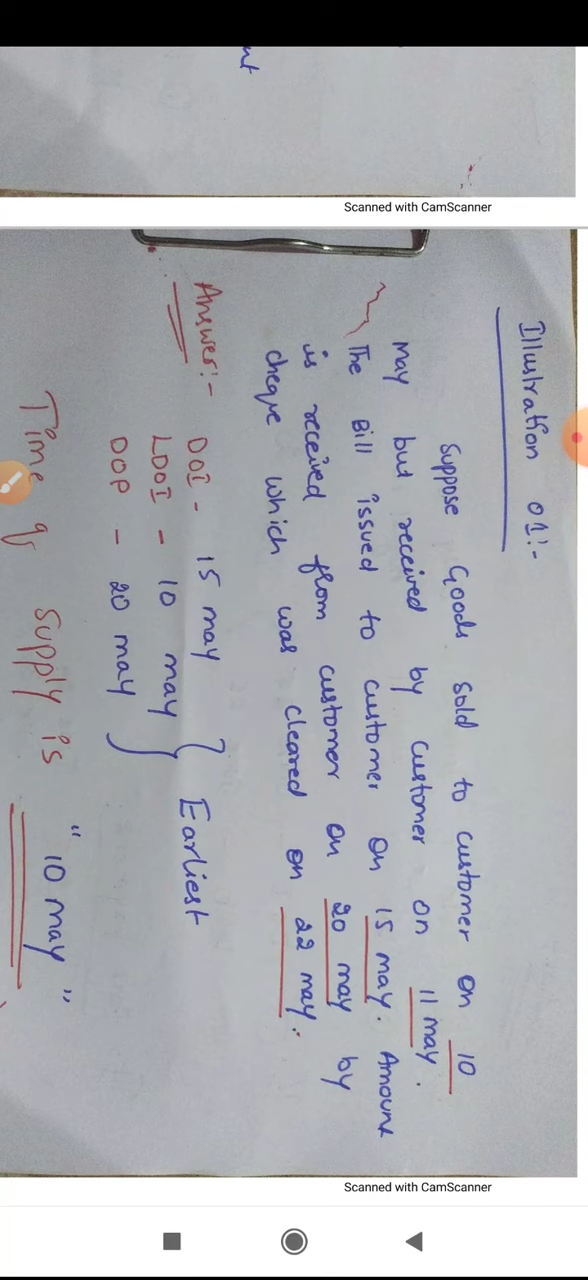 nt
Scanned with CamScanner
Illustration 01:-
Suppose Goods sold to customer on 10
may but received by customer on 11 may.
The Bill issued to customer on 15 may. Amount
is received from customer on 20 may by
cheque which was cleared on 22 may.
Answer:-
DOI - 15 may
LDOI - 10 may
DOP - 20 may
} Earliest
Time of Supply is "10 may"
Scanned with CamScanner